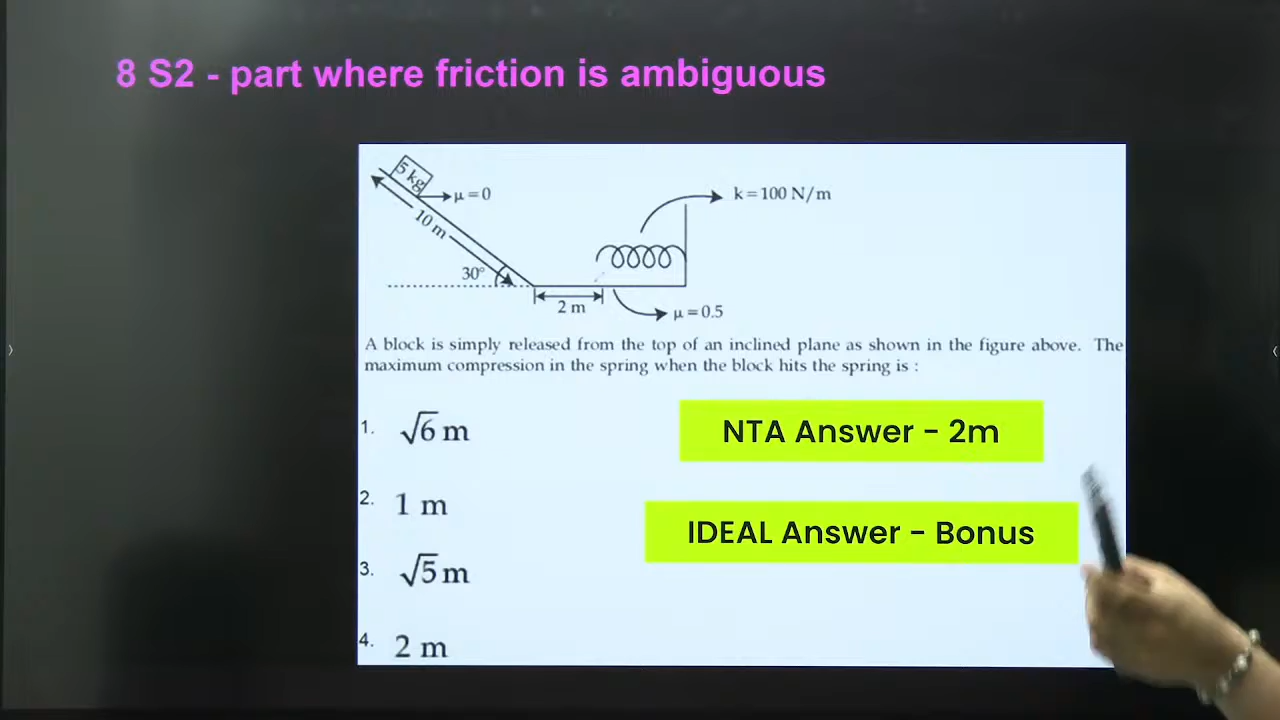 8 S2 - part where friction is ambiguous
5 kg
μ = 0
10 m
30°
k = 100 N/m
2 m
μ = 0.5
A block is simply released from the top of an inclined plane as shown in the figure above. The
maximum compression in the spring when the block hits the spring is :
1. √6 m
NTA Answer - 2m
2. 1 m
IDEAL Answer - Bonus
3. √5 m
4. 2 m